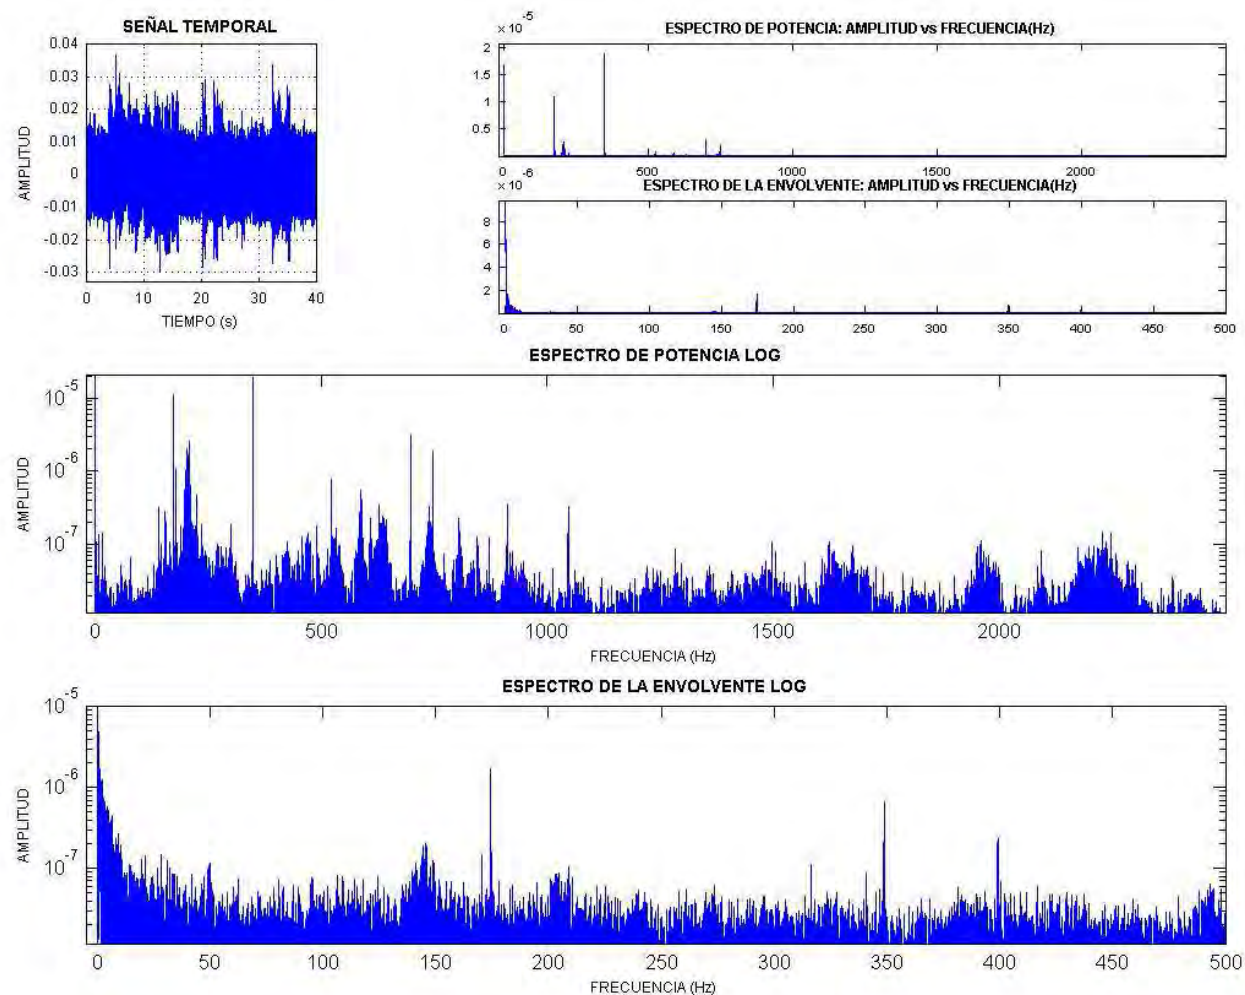 SEÑAL TEMPORAL
0.04
0.03
0.02
0.01
0
-0.01
-0.02
-0.03
AMPLITUD
0 10 20 30 40
TIEMPO (s)
× 10^-5
ESPECTRO DE POTENCIA: AMPLITUD vs FRECUENCIA(Hz)
2
1.5
1
0.5
500 1000 1500 2000
× 10^-6
ESPECTRO DE LA ENVOLVENTE: AMPLITUD vs FRECUENCIA(Hz)
8
6
4
2
0 50 100 150 200 250 300 350 400 450 500
ESPECTRO DE POTENCIA LOG
10^-5
10^-6
10^-7
AMPLITUD
0 500 1000 1500 2000
FRECUENCIA (Hz)
ESPECTRO DE LA ENVOLVENTE LOG
10^-5
10^-6
10^-7
AMPLITUD
0 50 100 150 200 250 300 350 400 450 500
FRECUENCIA (Hz)